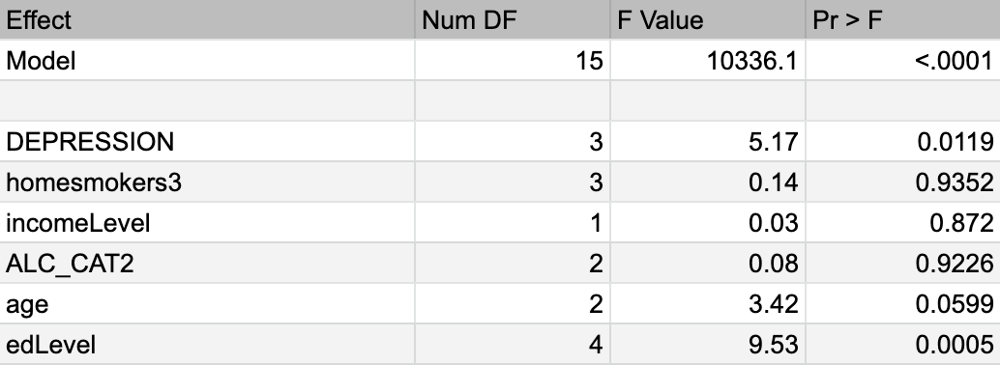 Effect Num DF F Value Pr > F
Model 15 10336.1 <.0001
DEPRESSION 3 5.17 0.0119
homesmokers3 3 0.14 0.9352
incomeLevel 1 0.03 0.872
ALC_CAT2 2 0.08 0.9226
age 2 3.42 0.0599
edLevel 4 9.53 0.0005